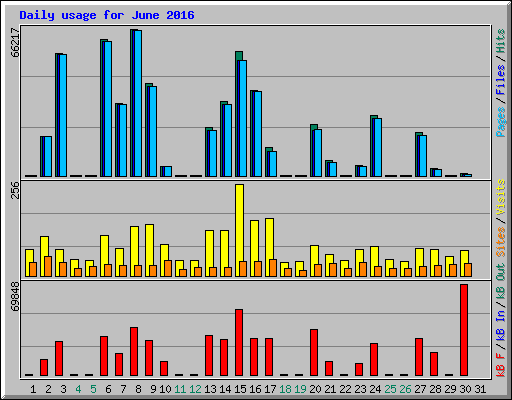 Daily usage for June 2016
66217
256
69848
Pages / Files / Hits
Sites / Visits
kB F / kB In / kB Out
1 2 3 4 5 6 7 8 9 10 11 12 13 14 15 16 17 18 19 20 21 22 23 24 25 26 27 28 29 30 31